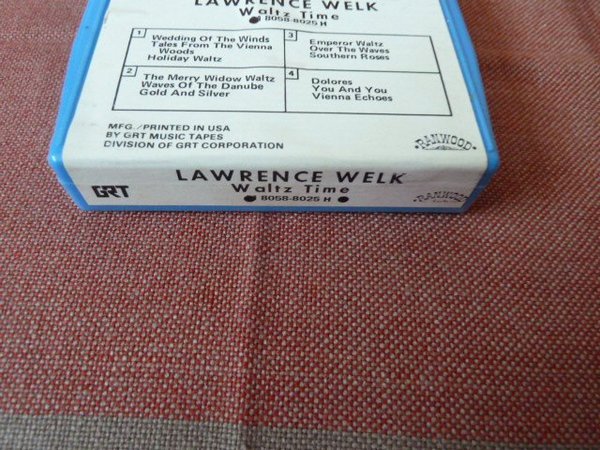 LAWRENCE WELK
Waltz Time
8058-8025 H
1
Wedding Of The Winds
Tales From The Vienna
Woods
Holiday Waltz
2
The Merry Widow Waltz
Waves Of The Danube
Gold And Silver
3
Emperor Waltz
Over The Waves
Southern Roses
4
Dolores
You And You
Vienna Echoes
MFG./PRINTED IN USA
BY GRT MUSIC TAPES
DIVISION OF GRT CORPORATION
RANWOOD
GRT
LAWRENCE WELK
Waltz Time
8058-8025 H
RANWOOD